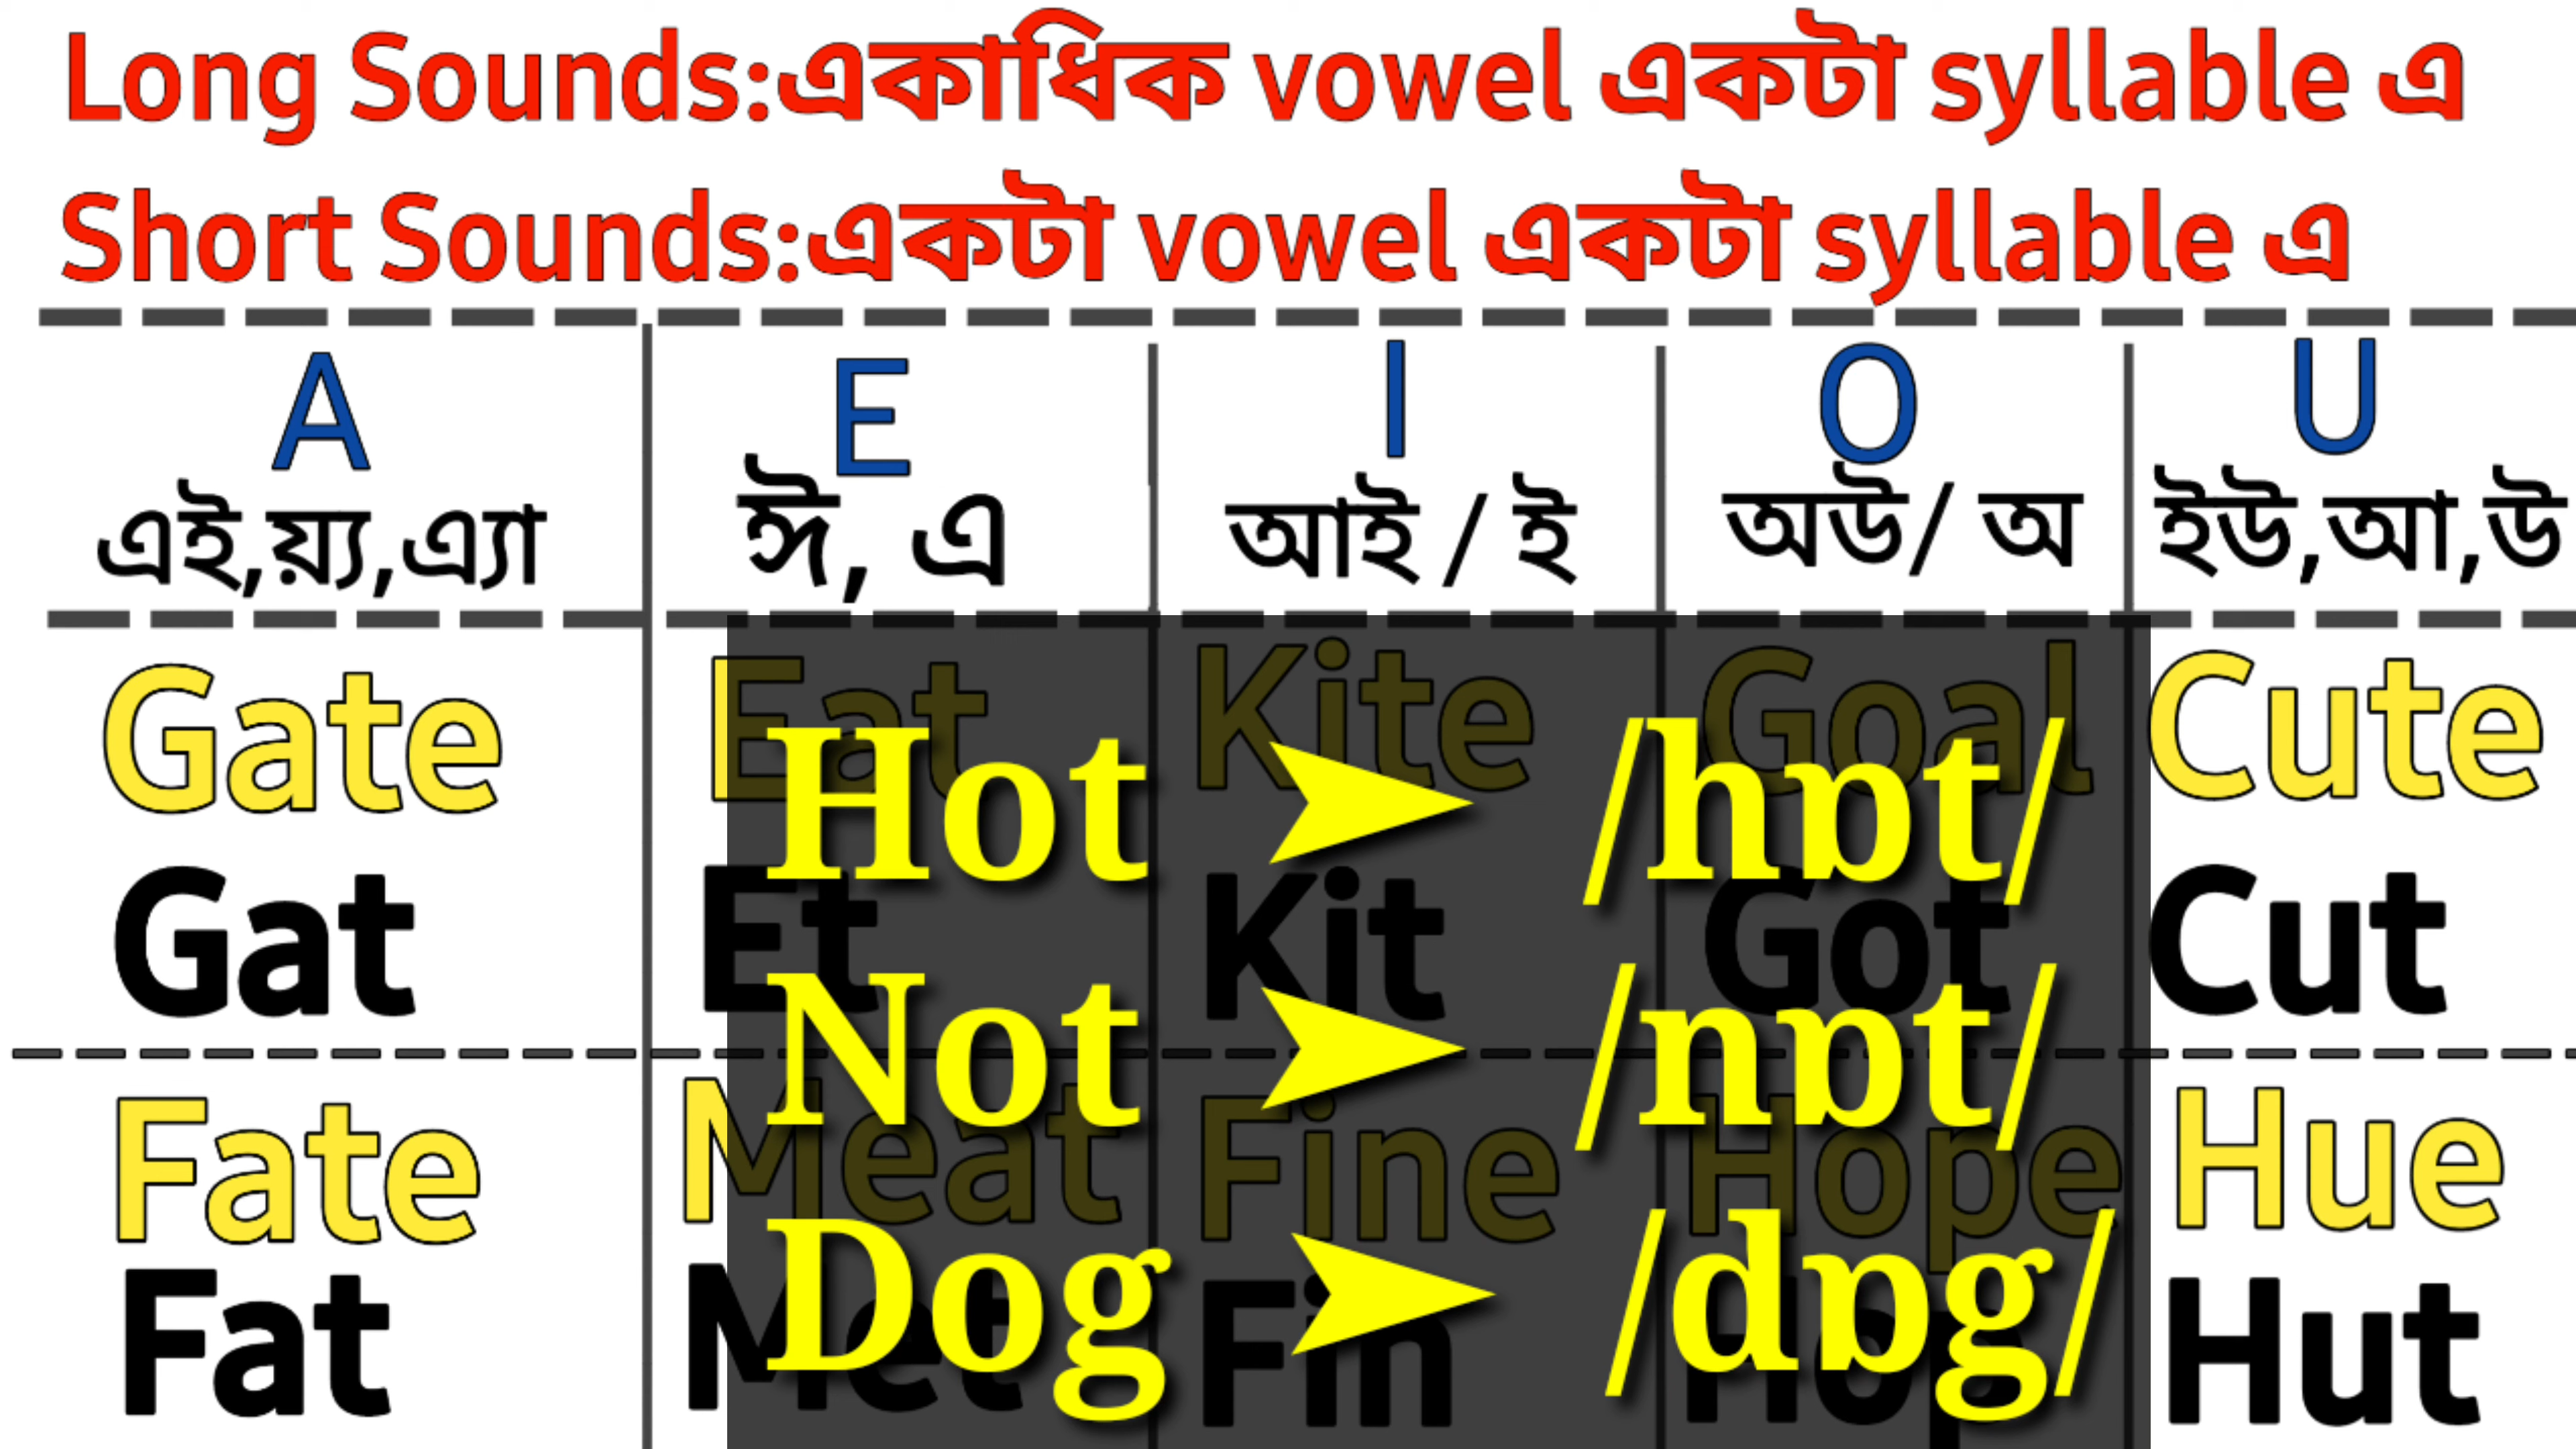 Long Sounds:একাধিক vowel একটা syllable এ
Short Sounds:একটা vowel একটা syllable এ
A E I O U
এই,য়্য,এ্যা ঈ, এ আই / ই অউ/ অ ইউ,আ,উ
Gate Eat Kite Goal Cute
Hot ➤ /hɒt/
Gat Et Kit Got Cut
Not ➤ /nɒt/
Fate Meat Fine Hope Hue
Dog ➤ /dɒg/
Fat Met Fin Hop Hut